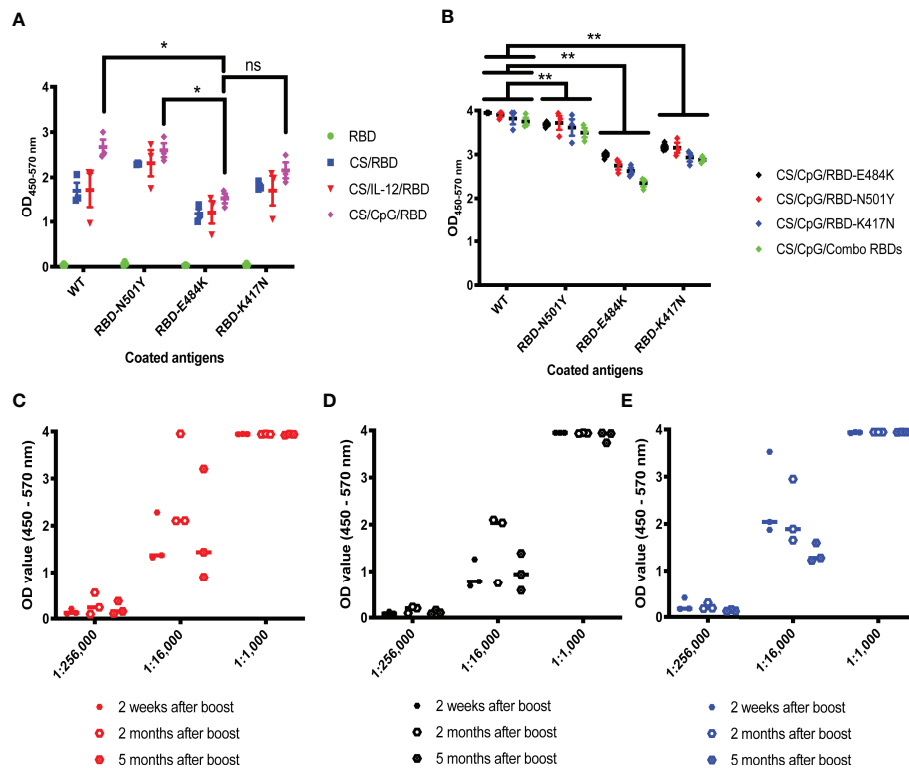 A
*
ns
*
OD450-570 nm
4
3
2
1
0
WT
RBD-N501Y
RBD-E484K
RBD-K417N
Coated antigens
RBD
CS/RBD
CS/IL-12/RBD
CS/CpG/RBD
B
**
**
**
OD450-570 nm
4
3
2
1
0
WT
RBD-N501Y
RBD-E484K
RBD-K417N
Coated antigens
CS/CpG/RBD-E484K
CS/CpG/RBD-N501Y
CS/CpG/RBD-K417N
CS/CpG/Combo RBDs
C
OD value (450 - 570 nm)
4
3
2
1
0
1:256,000
1:16,000
1:1,000
2 weeks after boost
2 months after boost
5 months after boost
D
OD value (450 - 570 nm)
4
3
2
1
0
1:256,000
1:16,000
1:1,000
2 weeks after boost
2 months after boost
5 months after boost
E
OD value (450 - 570 nm)
4
3
2
1
0
1:256,000
1:16,000
1:1,000
2 weeks after boost
2 months after boost
5 months after boost